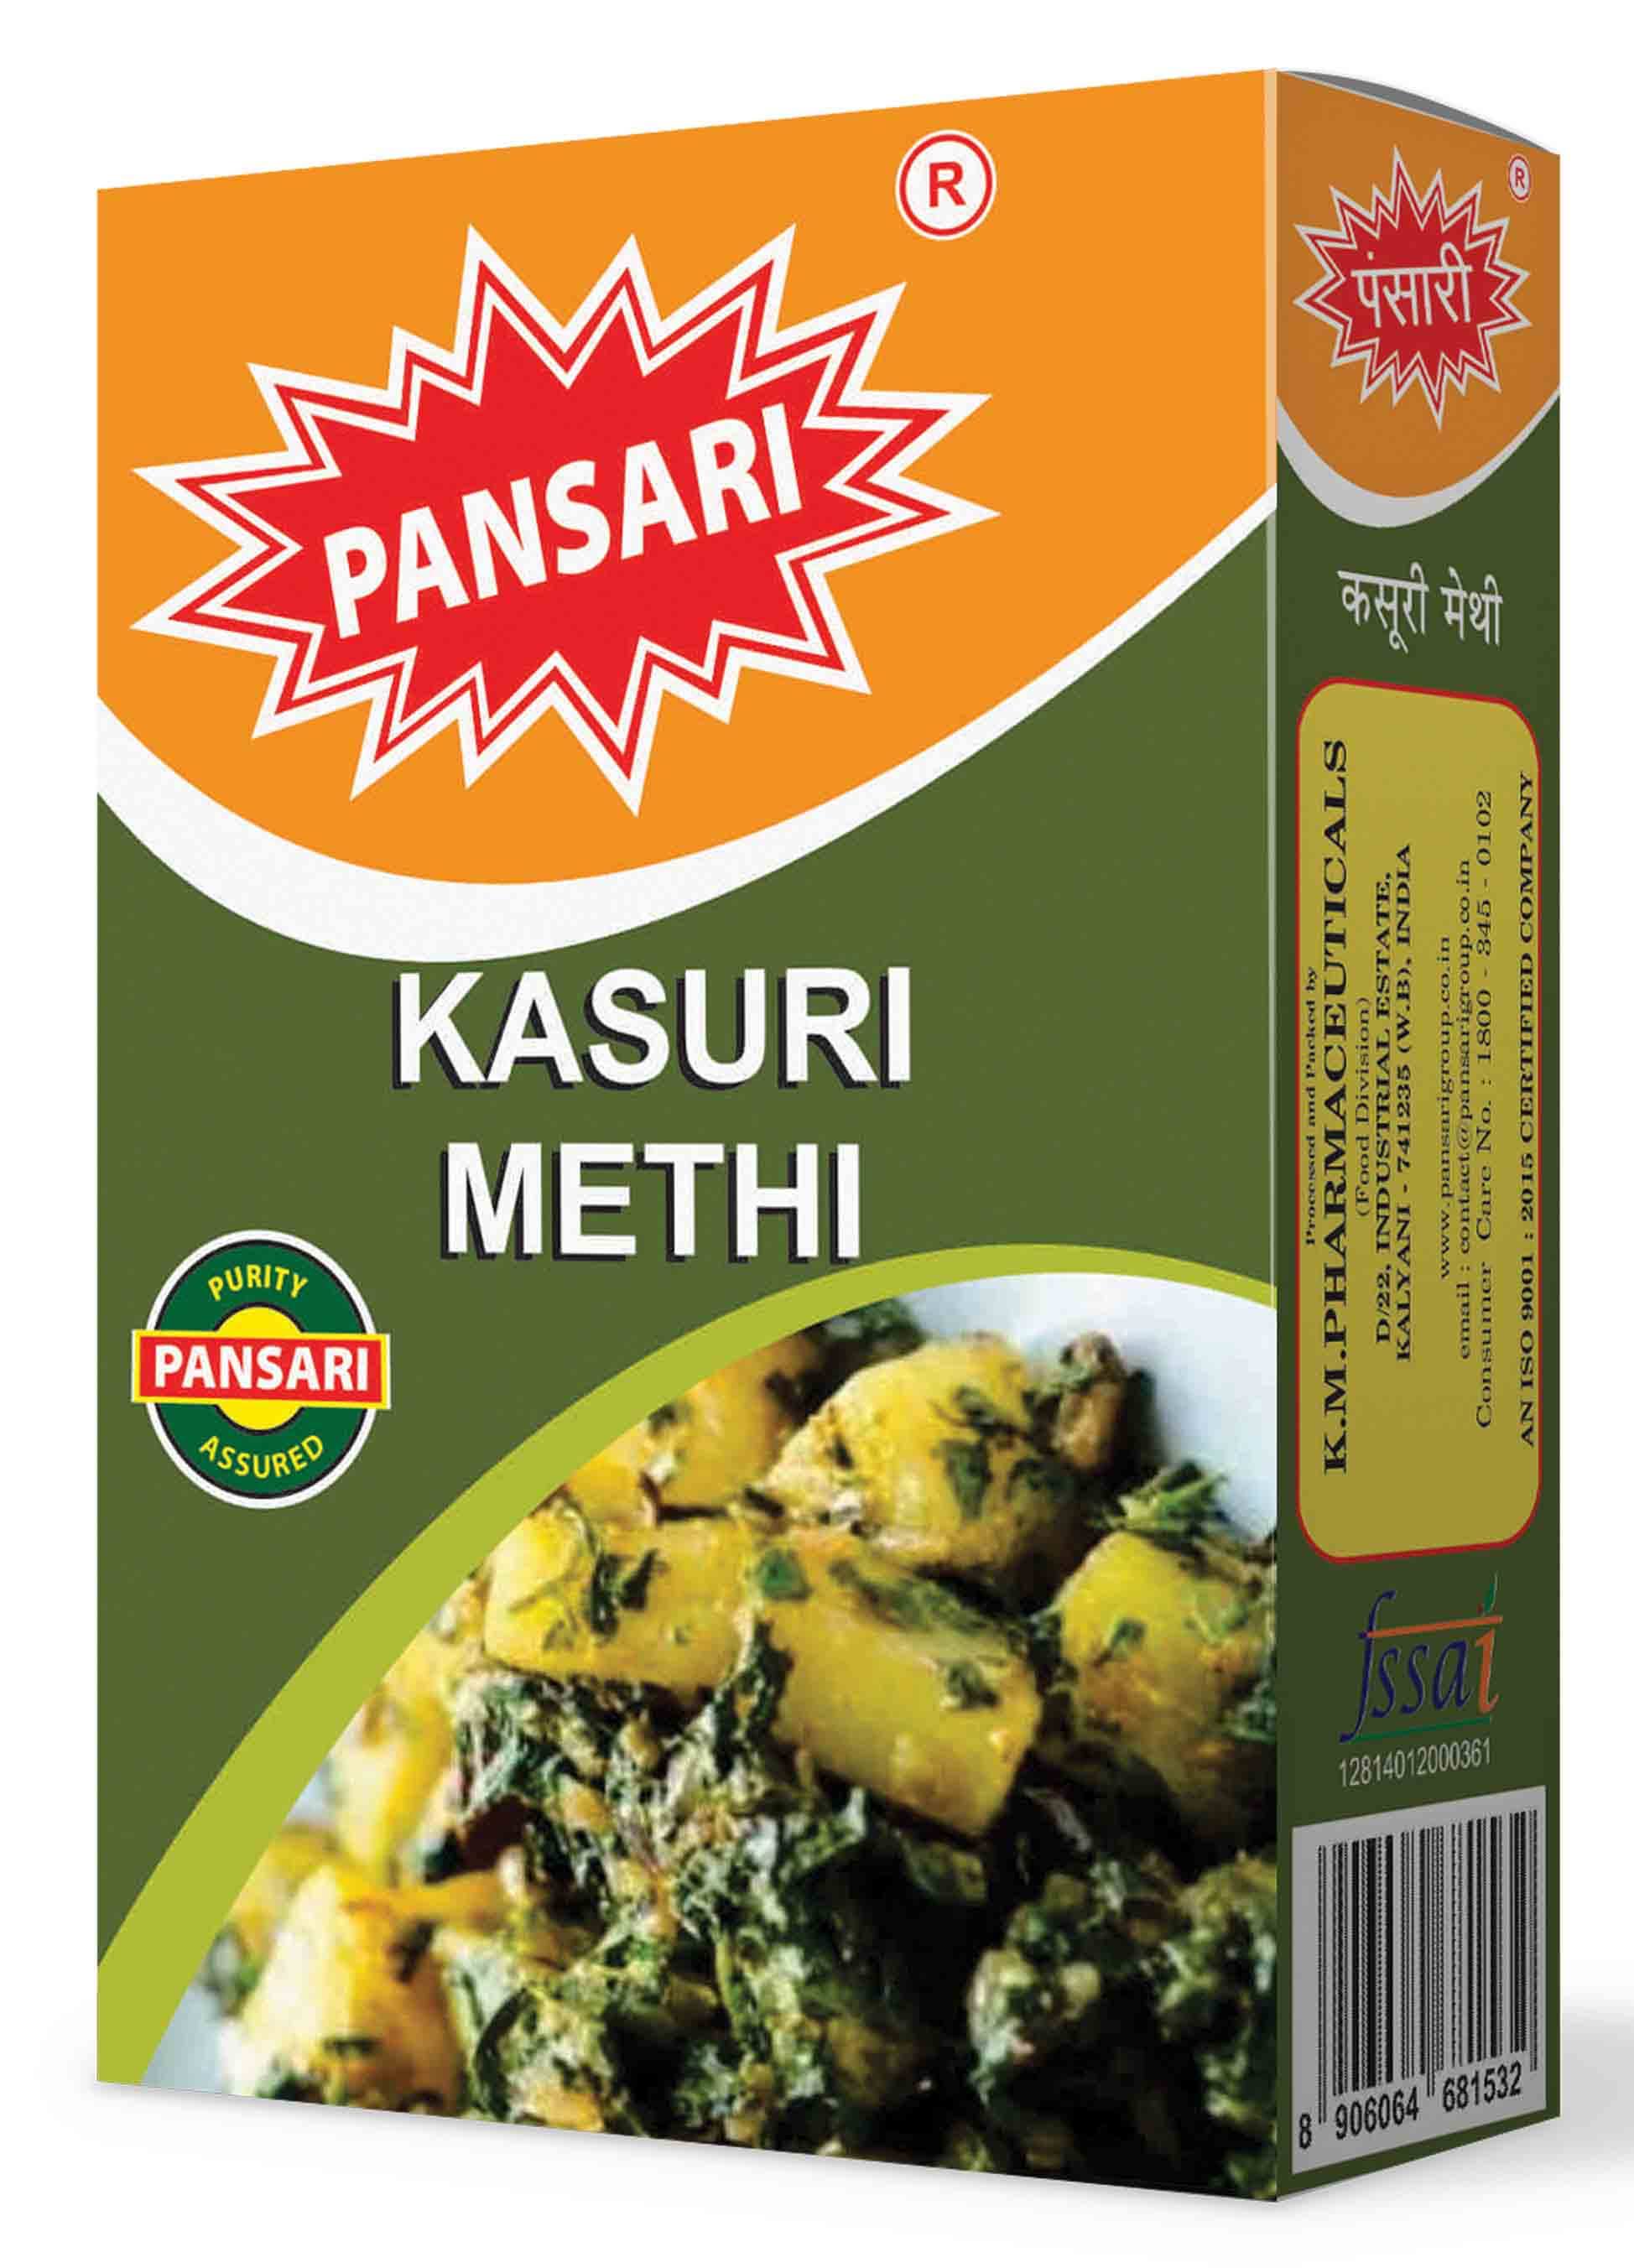 PANSARI
®
KASURI
METHI
PURITY
PANSARI
ASSURED
पंसारी
®
कसूरी मेथी
Processed and Packed by
K.M.PHARMACEUTICALS
(Food Division)
D/22, INDUSTRIAL ESTATE,
KALYANI - 741235 (W.B), INDIA
www.pansarigroup.co.in
email : contact@pansarigroup.co.in
Consumer Care No. : 1800 - 345 - 0102
AN ISO 9001 : 2015 CERTIFIED COMPANY
fssai
12814012000361
8 906064 681532